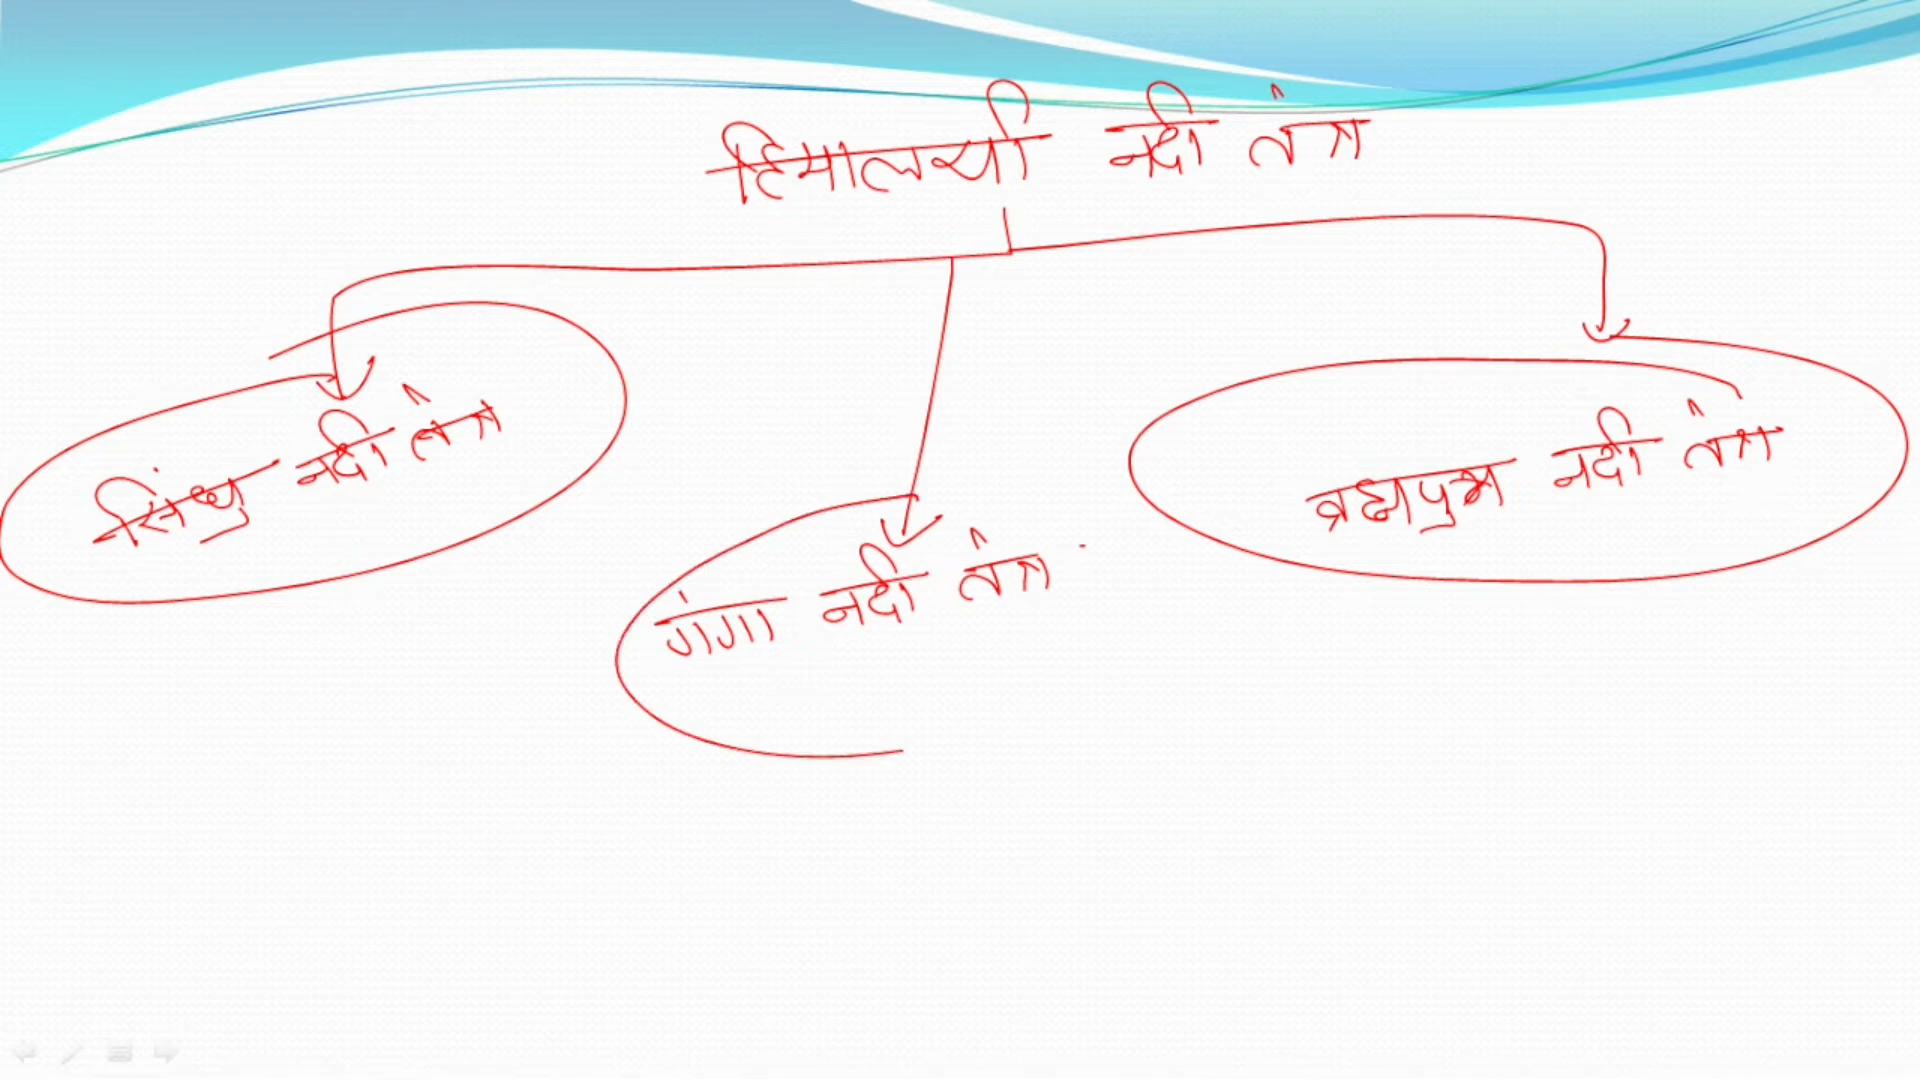 हिमालयी नदी तंत्र
सिंधु नदी तंत्र
गंगा नदी तंत्र
ब्रह्मपुत्र नदी तंत्र